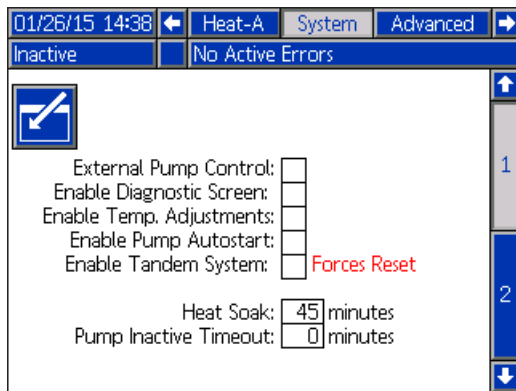 01/26/15 14:38 Heat-A System Advanced
Inactive No Active Errors
External Pump Control:
1
Enable Diagnostic Screen:
Enable Temp. Adjustments:
Enable Pump Autostart:
Enable Tandem System: Forces Reset
2
Heat Soak: 45 minutes
Pump Inactive Timeout: 0 minutes